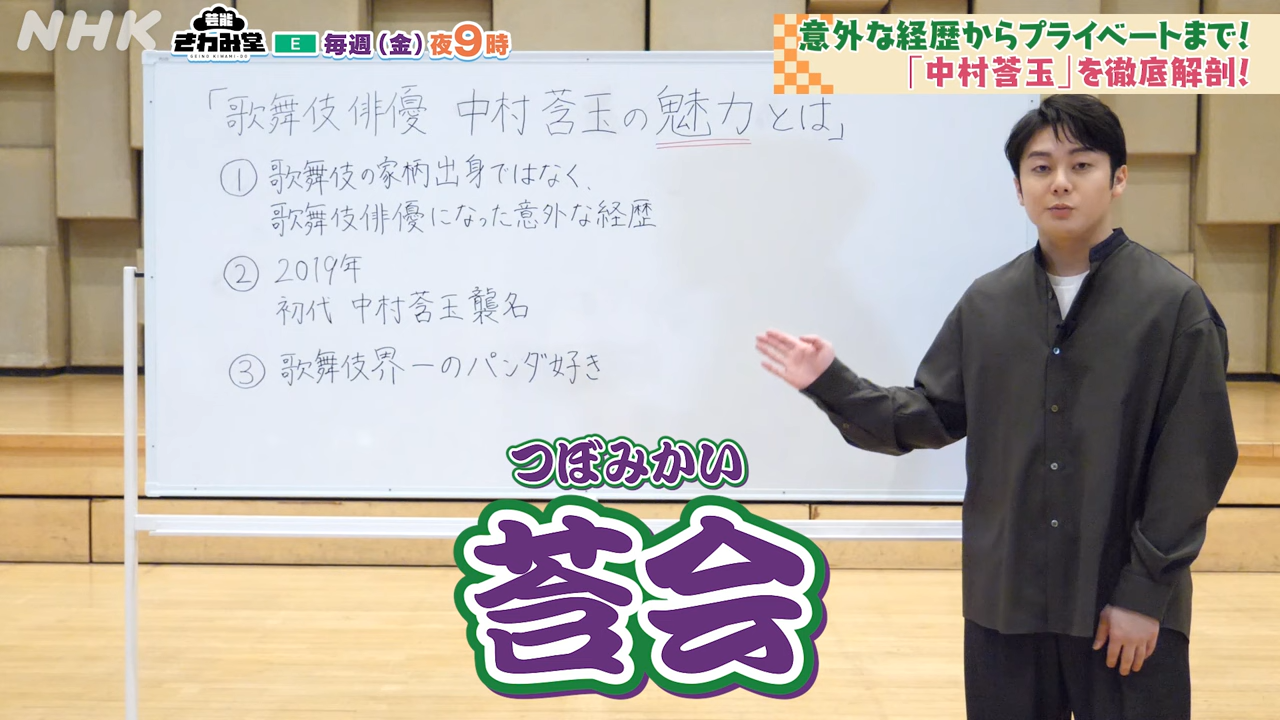 NHK
芸能
きわみ堂
GEINO KIWAMI-DO
E 毎週(金)夜9時
意外な経歴からプライベートまで!
「中村莟玉」を徹底解剖!
「歌舞伎俳優 中村莟玉の魅力とは」
① 歌舞伎の家柄出身ではなく、
歌舞伎俳優になった意外な経歴
② 2019年
初代 中村莟玉襲名
③ 歌舞伎界一のパンダ好き
つぼみかい
莟会